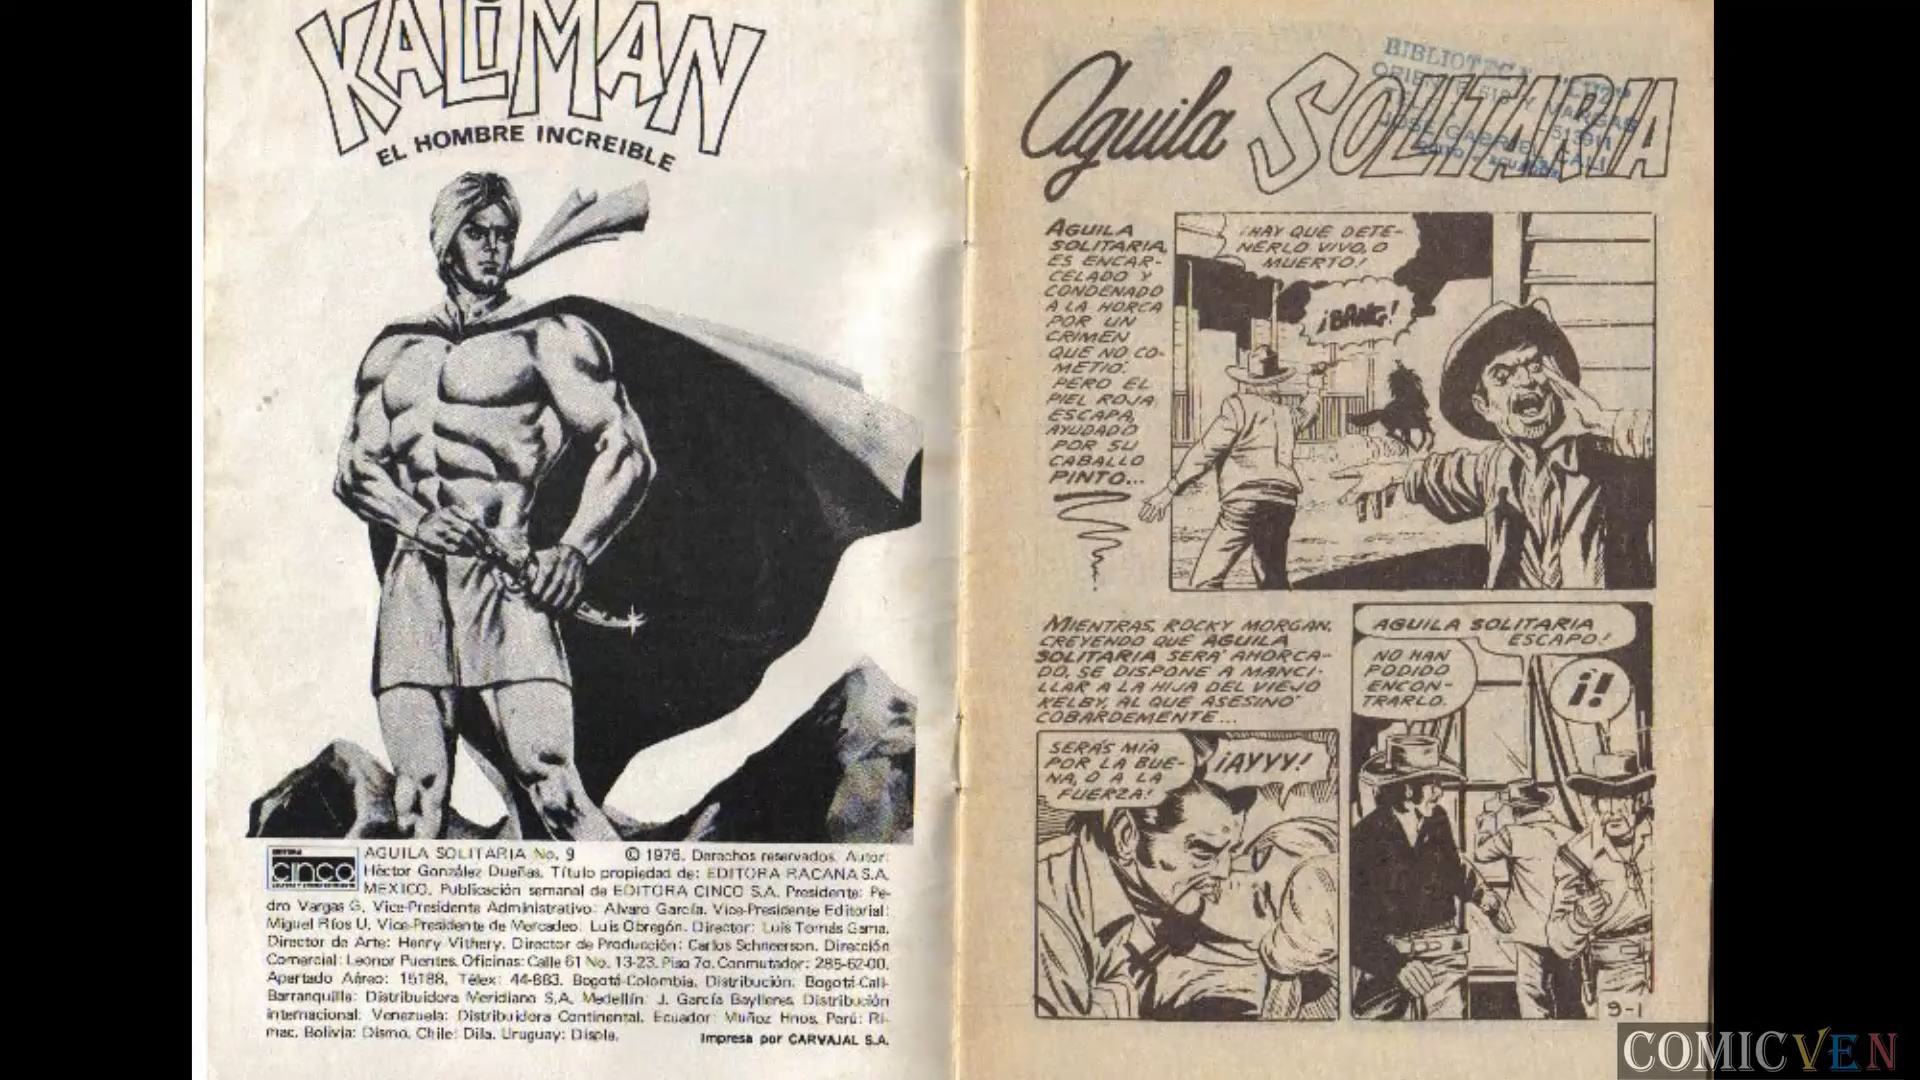 KALIMAN
EL HOMBRE INCREIBLE
CINCO
AGUILA SOLITARIA No. 9 © 1976. Derechos reservados. Autor:
Héctor González Dueñas. Título propiedad de: EDITORA RACANA S.A.
MEXICO. Publicación semanal de EDITORA CINCO S.A. Presidente: Pe-
dro Vargas G. Vice-Presidente Administrativo: Alvaro García. Vice-Presidente Editorial:
Miguel Ríos U. Vice-Presidente de Mercadeo: Luis Obregón. Director: Luis Tomás Gama.
Director de Arte: Henry Vithery. Director de Producción: Carlos Schneerson. Dirección
Comercial: Leonor Puentes. Oficinas: Calle 61 No. 13-23. Piso 7o. Conmutador: 285-62-00.
Apartado Aéreo: 15188. Télex: 44-883. Bogotá-Colombia. Distribución: Bogotá-Cali-
Barranquilla: Distribuidora Meridiano S.A. Medellín: J. García Baylleres. Distribución
internacional: Venezuela: Distribuidora Continental. Ecuador: Muñoz Hnos. Perú: Ri-
mac. Bolivia: Dismo. Chile: Dila. Uruguay: Displa.
Impresa por CARVAJAL S.A.
Aguila SOLITARIA
BIBLIOTECA
AGUILA
SOLITARIA,
ES ENCAR-
CELADO Y
CONDENADO
A LA HORCA
POR UN
CRIMEN
QUE NO CO-
METIÓ.
PERO EL
PIEL ROJA
ESCAPA,
AYUDADO
POR SU
CABALLO
PINTO...
¡HAY QUE DETE-
NERLO VIVO, O
MUERTO!
¡BANG!
MIENTRAS, ROCKY MORGAN,
CREYENDO QUE AGUILA
SOLITARIA SERÁ AHORCA-
DO, SE DISPONE A MANCI-
LLAR A LA HIJA DEL VIEJO
KELBY, AL QUE ASESINÓ
COBARDEMENTE...
SERÁS MÍA
POR LA BUE-
NA, O A LA
FUERZA!
¡AYYY!
AGUILA SOLITARIA
ESCAPO!
NO HAN
PODIDO
ENCON-
TRARLO.
¡!
9-1
COMICVEN